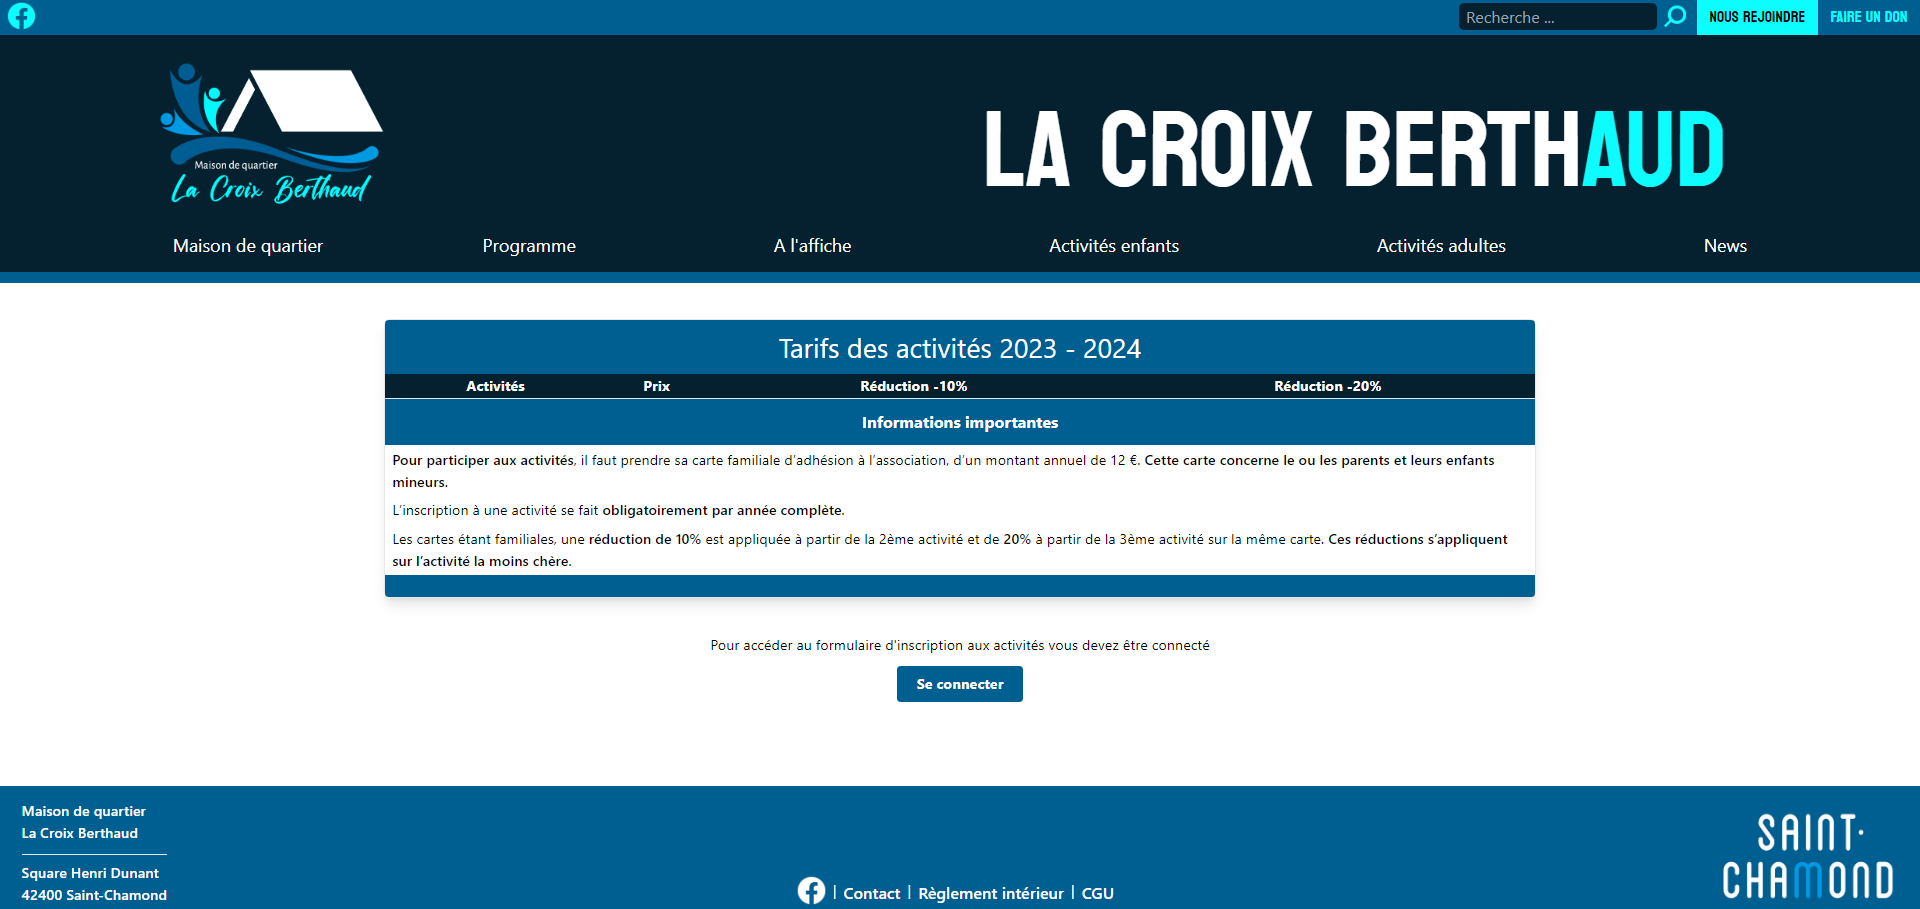 Recherche ...
NOUS REJOINDRE
FAIRE UN DON
Maison de quartier
La Croix Berthaud
LA CROIX BERTHAUD
Maison de quartier
Programme
A l'affiche
Activités enfants
Activités adultes
News
Tarifs des activités 2023 - 2024
Activités Prix Réduction -10% Réduction -20%
Informations importantes
Pour participer aux activités, il faut prendre sa carte familiale d’adhésion à l’association, d’un montant annuel de 12 €. Cette carte concerne le ou les parents et leurs enfants
mineurs.
L’inscription à une activité se fait obligatoirement par année complète.
Les cartes étant familiales, une réduction de 10% est appliquée à partir de la 2ème activité et de 20% à partir de la 3ème activité sur la même carte. Ces réductions s’appliquent
sur l’activité la moins chère.
Pour accéder au formulaire d'inscription aux activités vous devez être connecté
Se connecter
Maison de quartier
La Croix Berthaud
Square Henri Dunant
42400 Saint-Chamond
| Contact | Règlement intérieur | CGU
SAINT·
CHAMOND